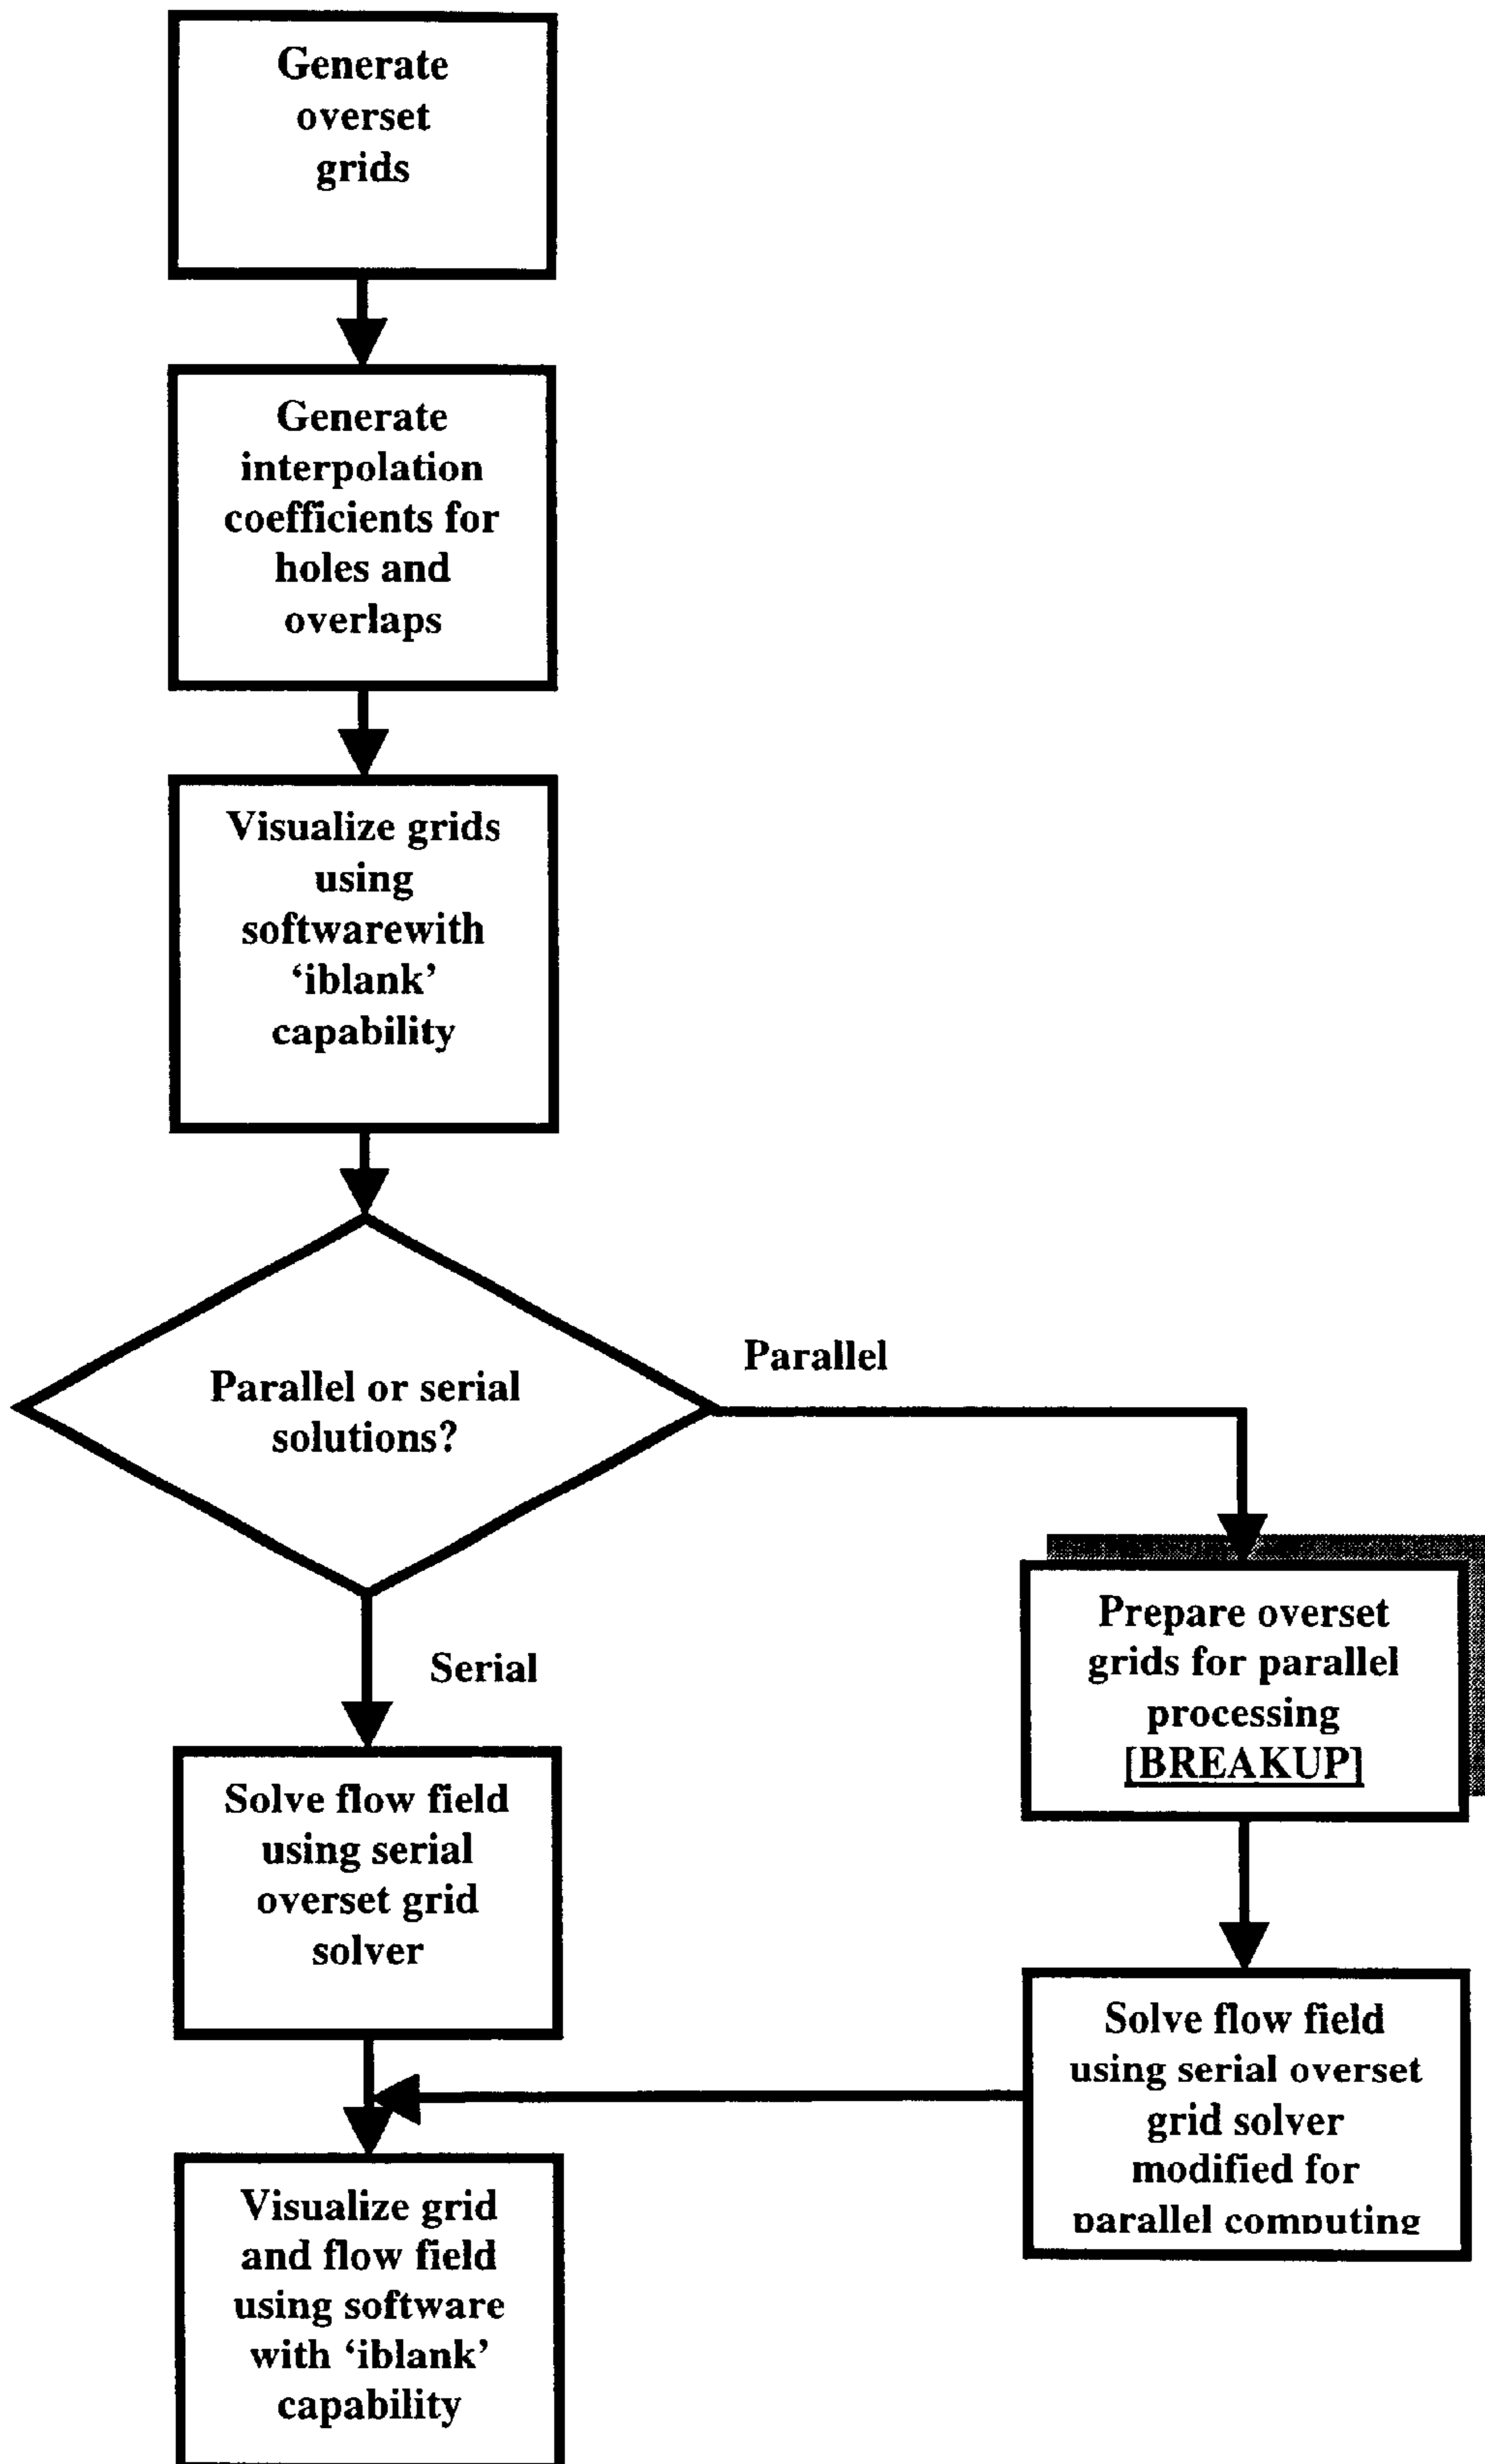 Generate
overset
grids
Generate
interpolation
coefficients for
holes and
overlaps
Visualize grids
using
softwarewith
‘iblank’
capability
Parallel or serial
solutions?
Parallel
Serial
Prepare overset
grids for parallel
processing
[BREAKUP]
Solve flow field
using serial
overset grid
solver
Solve flow field
using serial overset
grid solver
modified for
parallel computing
Visualize grid
and flow field
using software
with ‘iblank’
capability